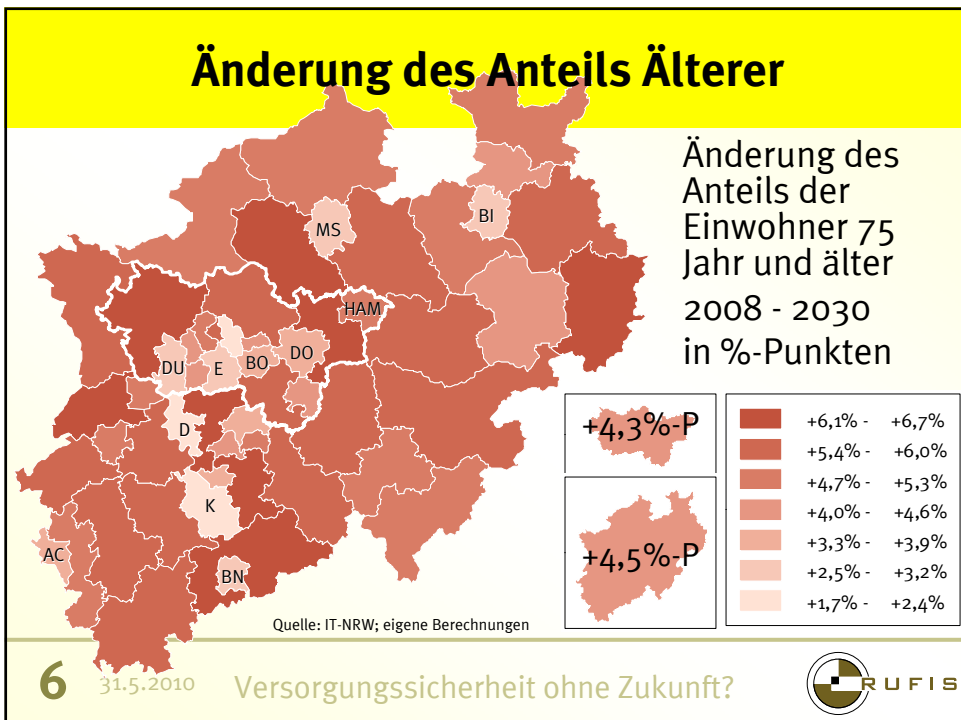 Änderung des Anteils Älterer
Änderung des
Anteils der
Einwohner 75
Jahr und älter
2008 - 2030
in %-Punkten
MS
BI
HAM
DU
E
BO
DO
D
K
AC
BN
+4,3%-P
+4,5%-P
+6,1% - +6,7%
+5,4% - +6,0%
+4,7% - +5,3%
+4,0% - +4,6%
+3,3% - +3,9%
+2,5% - +3,2%
+1,7% - +2,4%
Quelle: IT-NRW; eigene Berechnungen
6 31.5.2010 Versorgungssicherheit ohne Zukunft?
RUFIS